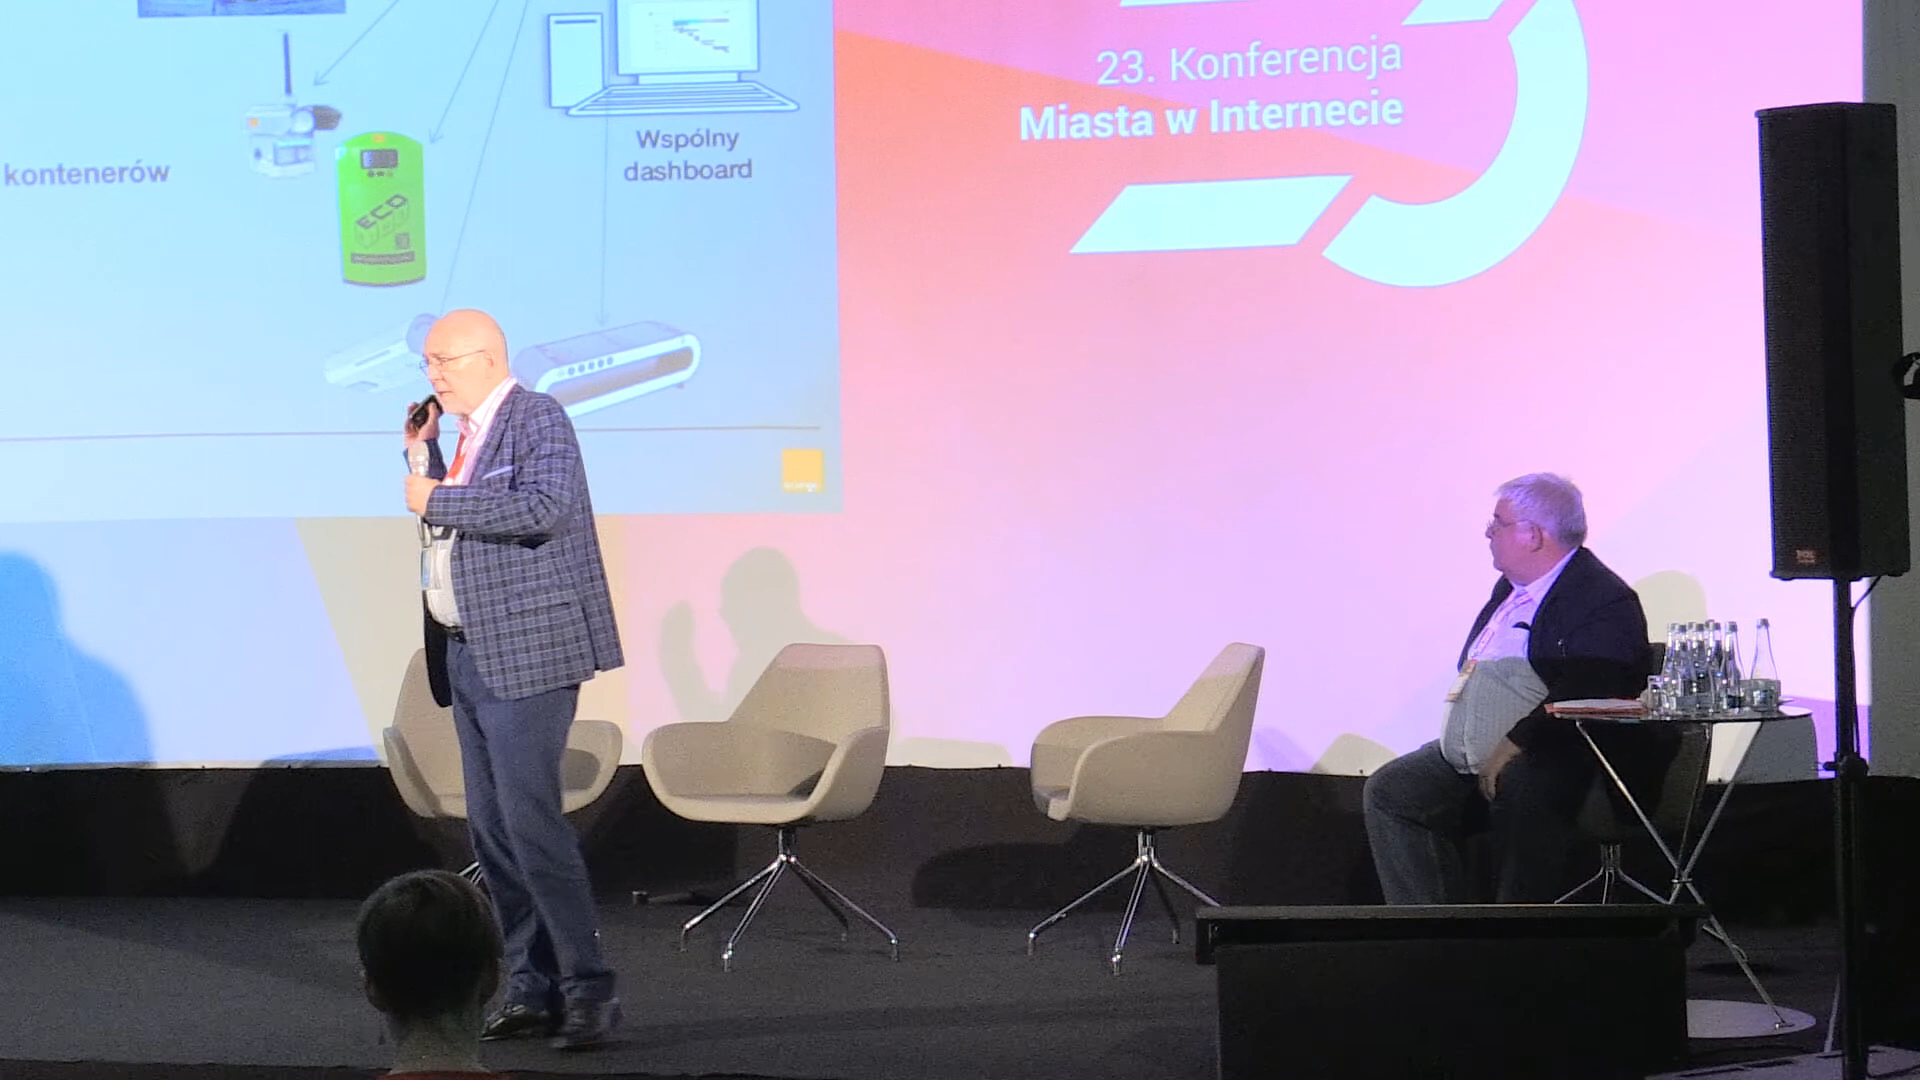 23. Konferencja
Miasta w Internecie
Wspólny
dashboard
kontenerów
ECO